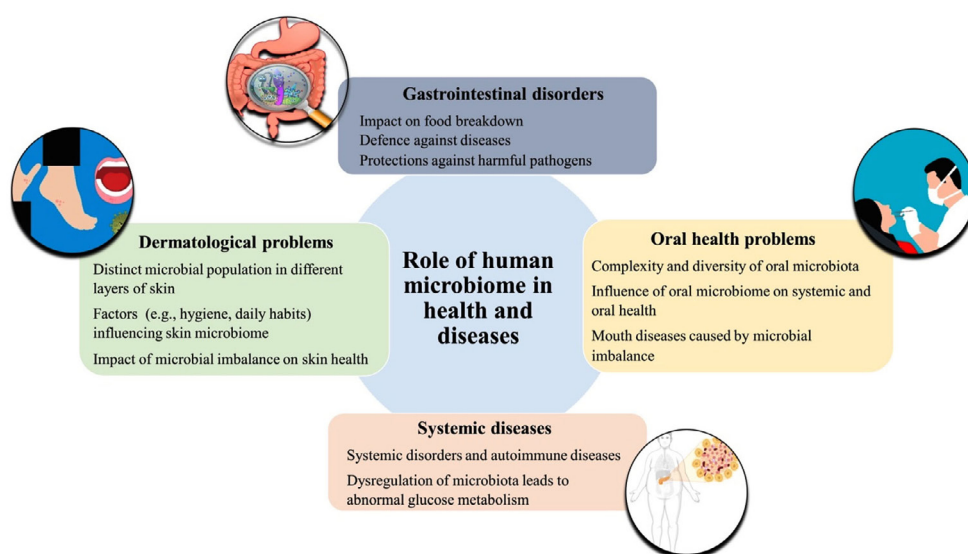 Gastrointestinal disorders
Impact on food breakdown
Defence against diseases
Protections against harmful pathogens
Dermatological problems
Distinct microbial population in different
layers of skin
Factors (e.g., hygiene, daily habits)
influencing skin microbiome
Impact of microbial imbalance on skin health
Role of human
microbiome in
health and
diseases
Oral health problems
Complexity and diversity of oral microbiota
Influence of oral microbiome on systemic and
oral health
Mouth diseases caused by microbial
imbalance
Systemic diseases
Systemic disorders and autoimmune diseases
Dysregulation of microbiota leads to
abnormal glucose metabolism